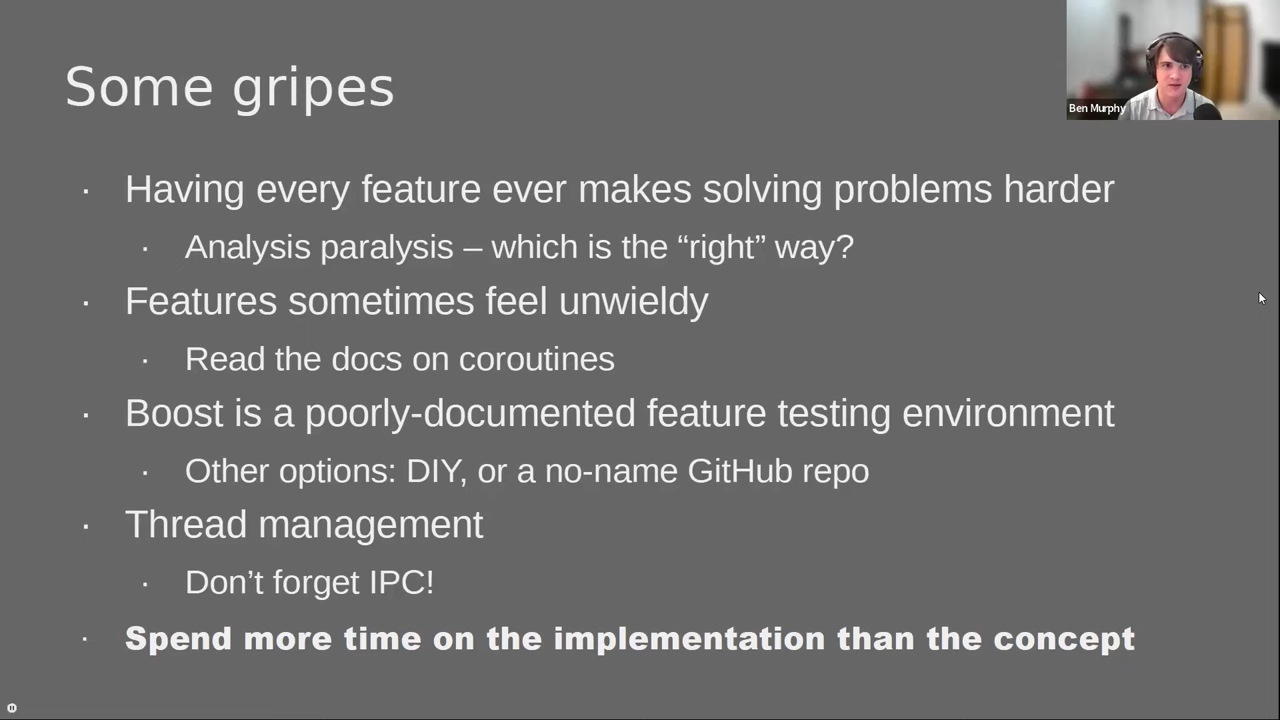 Some gripes
Ben Murphy
· Having every feature ever makes solving problems harder
· Analysis paralysis – which is the “right” way?
· Features sometimes feel unwieldy
· Read the docs on coroutines
· Boost is a poorly-documented feature testing environment
· Other options: DIY, or a no-name GitHub repo
· Thread management
· Don’t forget IPC!
· Spend more time on the implementation than the concept